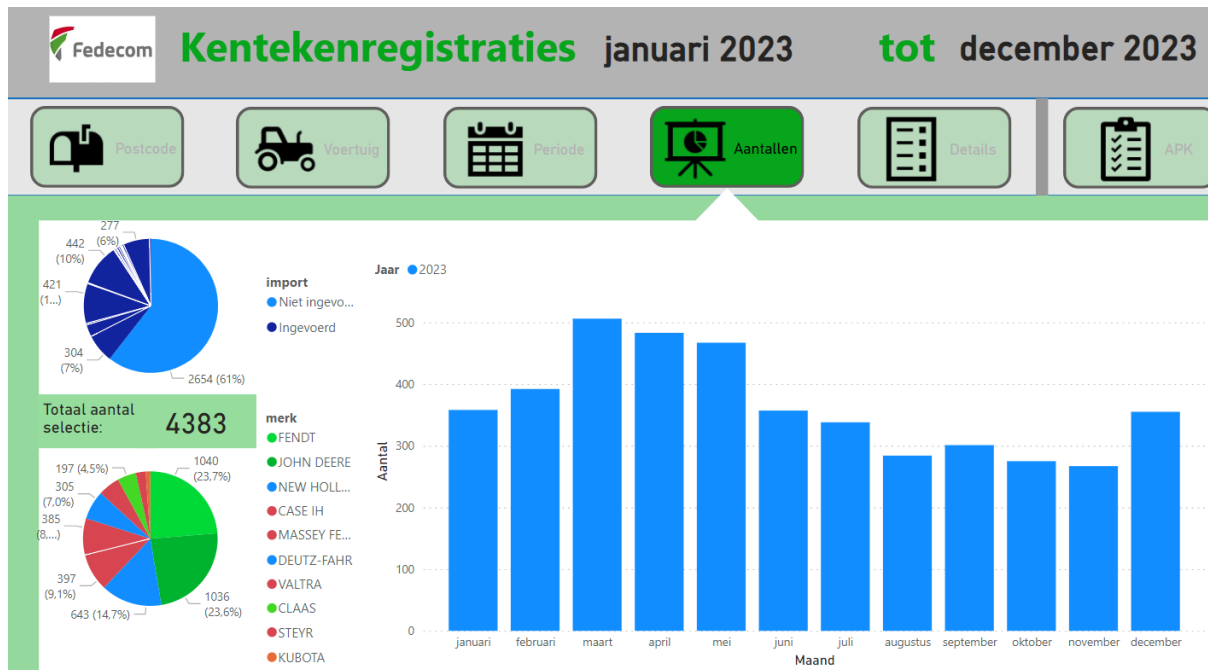 Fedecom
Kentekenregistraties januari 2023 tot december 2023
Postcode
Voertuig
Periode
Aantallen
Details
APK
277
(6%)
442
(10%)
421
(1...)
304
(7%)
2654 (61%)
import
Niet ingevo...
Ingevoerd
Totaal aantal
selectie:
4383
197 (4,5%)
305
(7,0%)
385
(8,...)
397
(9,1%)
643 (14,7%)
1036
(23,6%)
1040
(23,7%)
merk
FENDT
JOHN DEERE
NEW HOLL...
CASE IH
MASSEY FE...
DEUTZ-FAHR
VALTRA
CLAAS
STEYR
KUBOTA
Jaar 2023
Aantal
500
400
300
200
100
0
januari februari maart april mei juni juli augustus september oktober november december
Maand